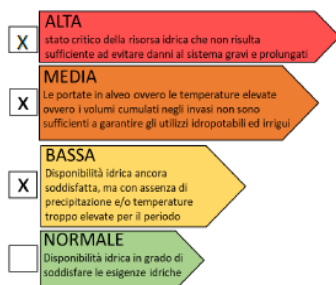 X
ALTA
stato critico della risorsa idrica che non risulta
sufficiente ad evitare danni al sistema gravi e prolungati
X
MEDIA
Le portate in alveo ovvero le temperature elevate
ovvero i volumi cumulati negli invasi non sono
sufficienti a garantire gli utilizzi idropotabili ed irrigui
X
BASSA
Disponibilità idrica ancora
soddisfatta, ma con assenza di
precipitazione e/o temperature
troppo elevate per il periodo
NORMALE
Disponibilità idrica in grado di
soddisfare le esigenze idriche